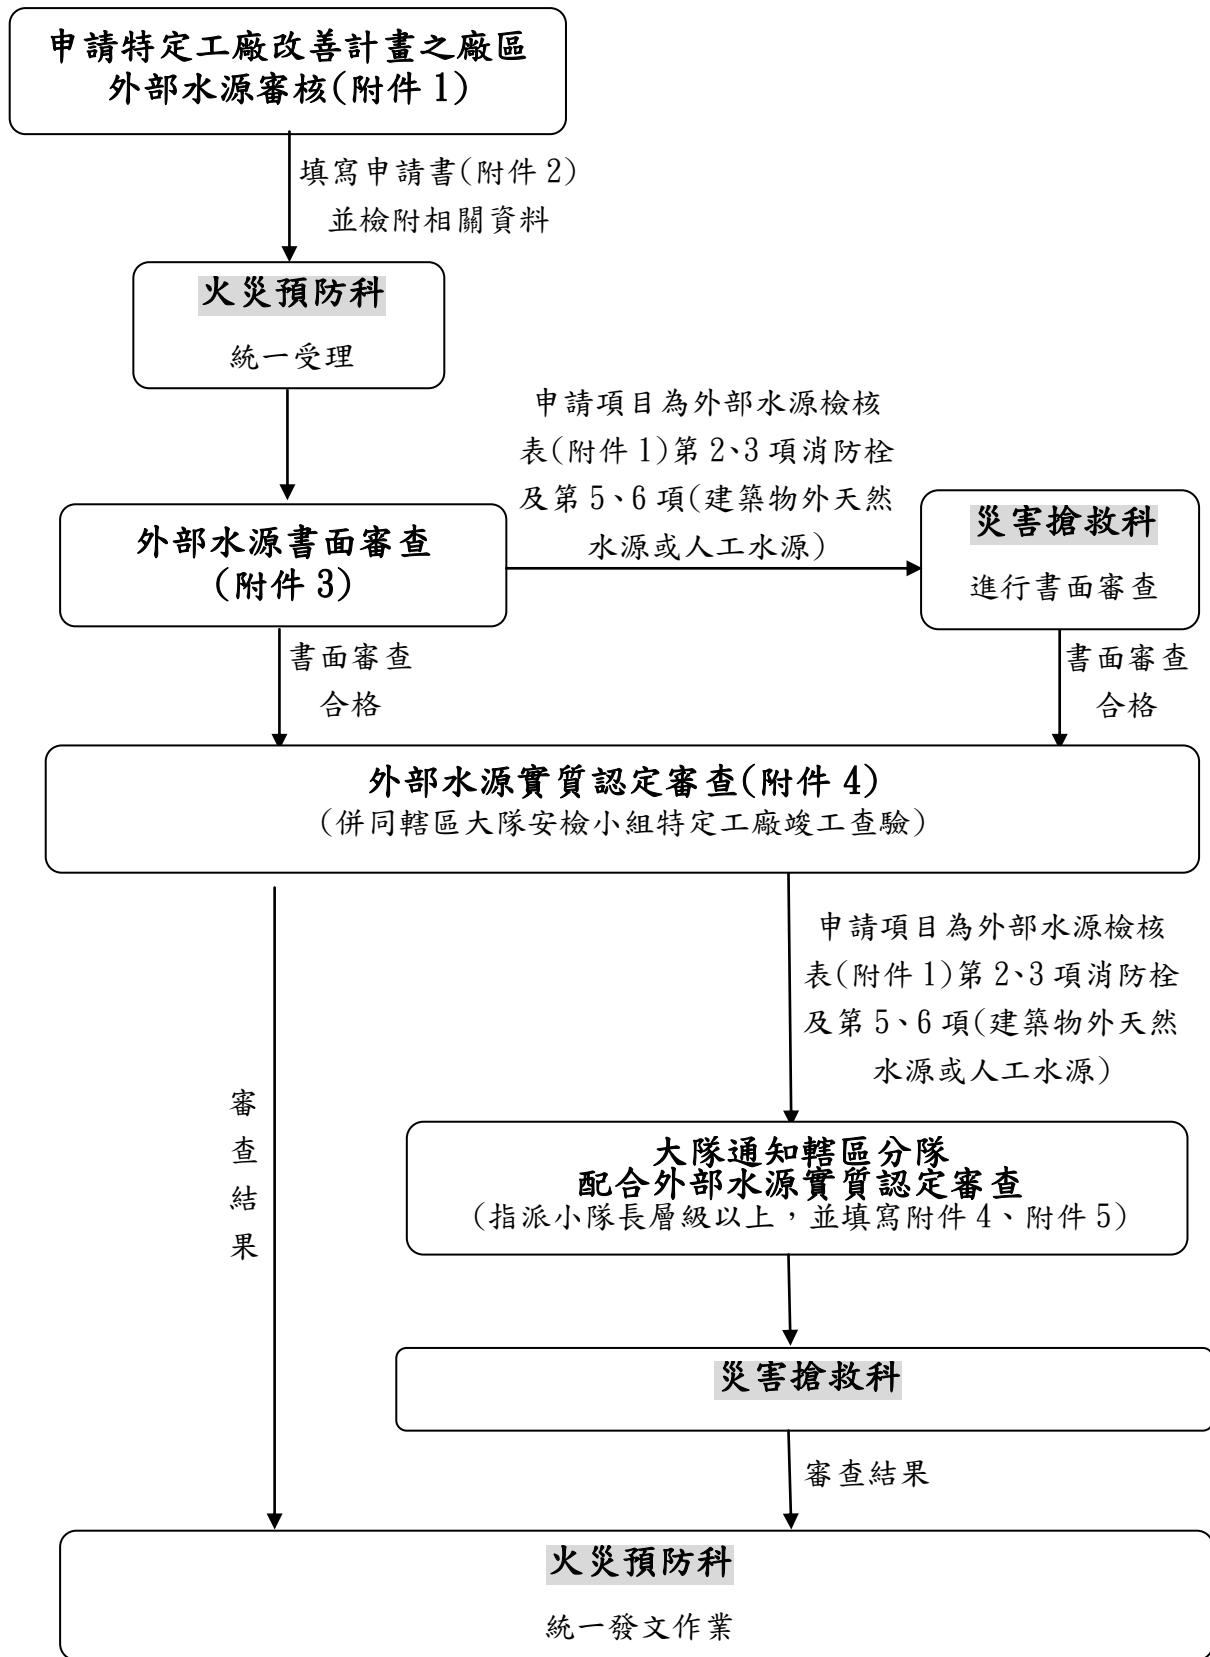 申請特定工廠改善計畫之廠區
外部水源審核(附件 1)
填寫申請書(附件 2)
並檢附相關資料
火災預防科
統一受理
申請項目為外部水源檢核
表(附件 1)第 2、3 項消防栓
及第 5、6 項(建築物外天然
水源或人工水源)
外部水源書面審查
(附件 3)
災害搶救科
進行書面審查
書面審查
合格
書面審查
合格
外部水源實質認定審查(附件 4)
(併同轄區大隊安檢小組特定工廠竣工查驗)
申請項目為外部水源檢核
表(附件 1)第 2、3 項消防栓
及第 5、6 項(建築物外天然
水源或人工水源)
審
查
結
果
大隊通知轄區分隊
配合外部水源實質認定審查
(指派小隊長層級以上，並填寫附件 4、附件 5)
災害搶救科
審查結果
火災預防科
統一發文作業